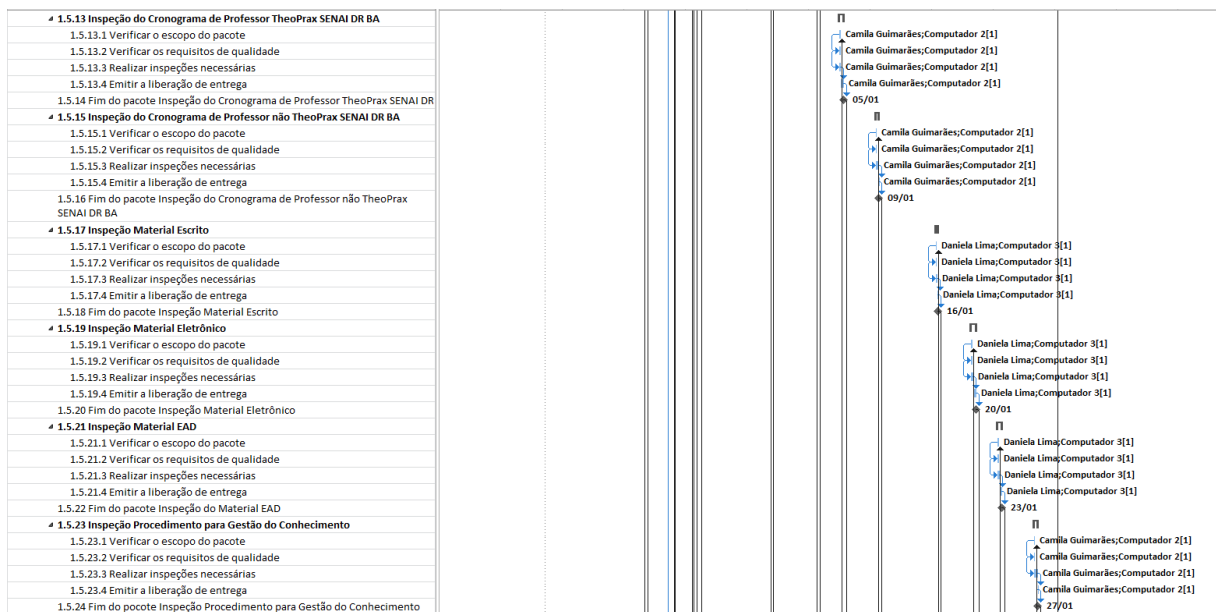 1.5.13 Inspeção do Cronograma de Professor TheoPrax SENAI DR BA
1.5.13.1 Verificar o escopo do pacote Camila Guimarães;Computador 2[1]
1.5.13.2 Verificar os requisitos de qualidade Camila Guimarães;Computador 2[1]
1.5.13.3 Realizar inspeções necessárias Camila Guimarães;Computador 2[1]
1.5.13.4 Emitir a liberação de entrega Camila Guimarães;Computador 2[1]
1.5.14 Fim do pacote Inspeção do Cronograma de Professor TheoPrax SENAI DR 05/01
1.5.15 Inspeção do Cronograma de Professor não TheoPrax SENAI DR BA
1.5.15.1 Verificar o escopo do pacote Camila Guimarães;Computador 2[1]
1.5.15.2 Verificar os requisitos de qualidade Camila Guimarães;Computador 2[1]
1.5.15.3 Realizar inspeções necessárias Camila Guimarães;Computador 2[1]
1.5.15.4 Emitir a liberação de entrega Camila Guimarães;Computador 2[1]
1.5.16 Fim do pacote Inspeção do Cronograma de Professor não TheoPrax 09/01
SENAI DR BA
1.5.17 Inspeção Material Escrito
1.5.17.1 Verificar o escopo do pacote Daniela Lima;Computador 3[1]
1.5.17.2 Verificar os requisitos de qualidade Daniela Lima;Computador 3[1]
1.5.17.3 Realizar inspeções necessárias Daniela Lima;Computador 3[1]
1.5.17.4 Emitir a liberação de entrega Daniela Lima;Computador 3[1]
1.5.18 Fim do pacote Inspeção Material Escrito 16/01
1.5.19 Inspeção Material Eletrônico
1.5.19.1 Verificar o escopo do pacote Daniela Lima;Computador 3[1]
1.5.19.2 Verificar os requisitos de qualidade Daniela Lima;Computador 3[1]
1.5.19.3 Realizar inspeções necessárias Daniela Lima;Computador 3[1]
1.5.19.4 Emitir a liberação de entrega Daniela Lima;Computador 3[1]
1.5.20 Fim do pacote Inspeção Material Eletrônico 20/01
1.5.21 Inspeção Material EAD
1.5.21.1 Verificar o escopo do pacote Daniela Lima;Computador 3[1]
1.5.21.2 Verificar os requisitos de qualidade Daniela Lima;Computador 3[1]
1.5.21.3 Realizar inspeções necessárias Daniela Lima;Computador 3[1]
1.5.21.4 Emitir a liberação de entrega Daniela Lima;Computador 3[1]
1.5.22 Fim do pacote Inspeção do Material EAD 23/01
1.5.23 Inspeção Procedimento para Gestão do Conhecimento
1.5.23.1 Verificar o escopo do pacote Camila Guimarães;Computador 2[1]
1.5.23.2 Verificar os requisitos de qualidade Camila Guimarães;Computador 2[1]
1.5.23.3 Realizar inspeções necessárias Camila Guimarães;Computador 2[1]
1.5.23.4 Emitir a liberação de entrega Camila Guimarães;Computador 2[1]
1.5.24 Fim do pocote Inspeção Procedimento para Gestão do Conhecimento 27/01